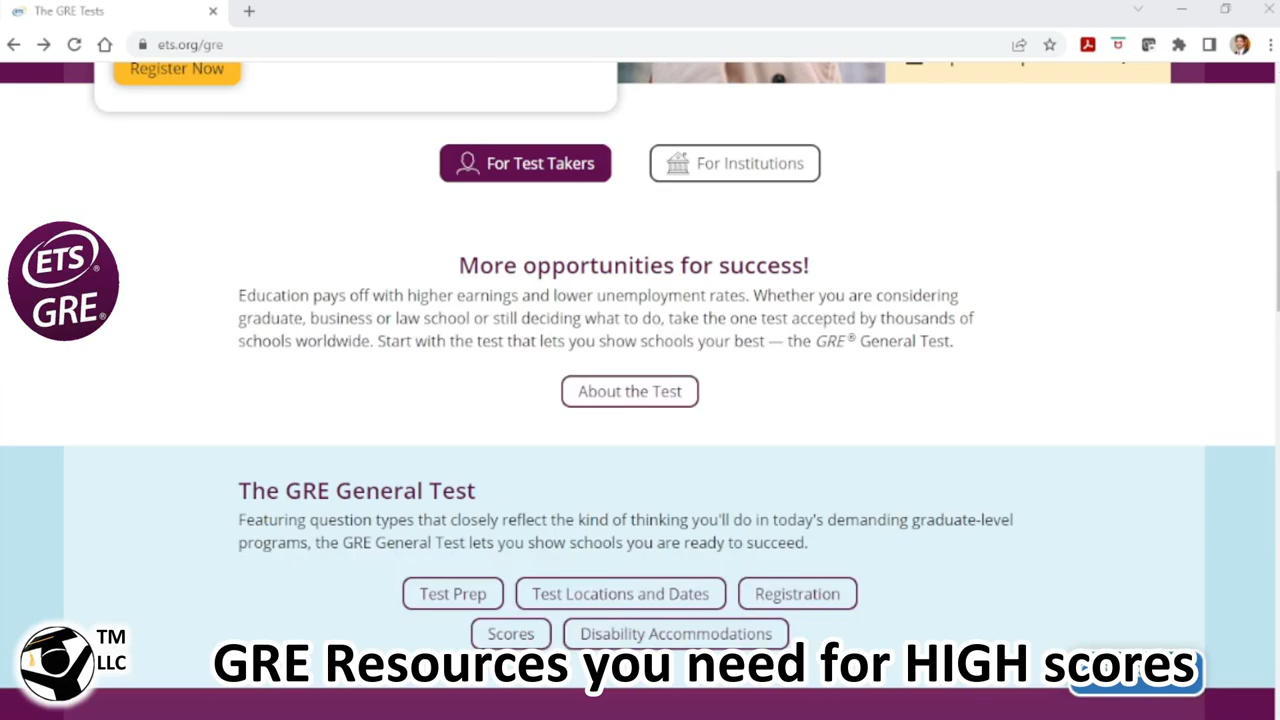 The GRE Tests
ets.org/gre
Register Now
For Test Takers
For Institutions
ETS®
GRE®
More opportunities for success!
Education pays off with higher earnings and lower unemployment rates. Whether you are considering
graduate, business or law school or still deciding what to do, take the one test accepted by thousands of
schools worldwide. Start with the test that lets you show schools your best — the GRE® General Test.
About the Test
The GRE General Test
Featuring question types that closely reflect the kind of thinking you'll do in today's demanding graduate-level
programs, the GRE General Test lets you show schools you are ready to succeed.
Test Prep
Test Locations and Dates
Registration
Scores
Disability Accommodations
TM
LLC
GRE Resources you need for HIGH scores